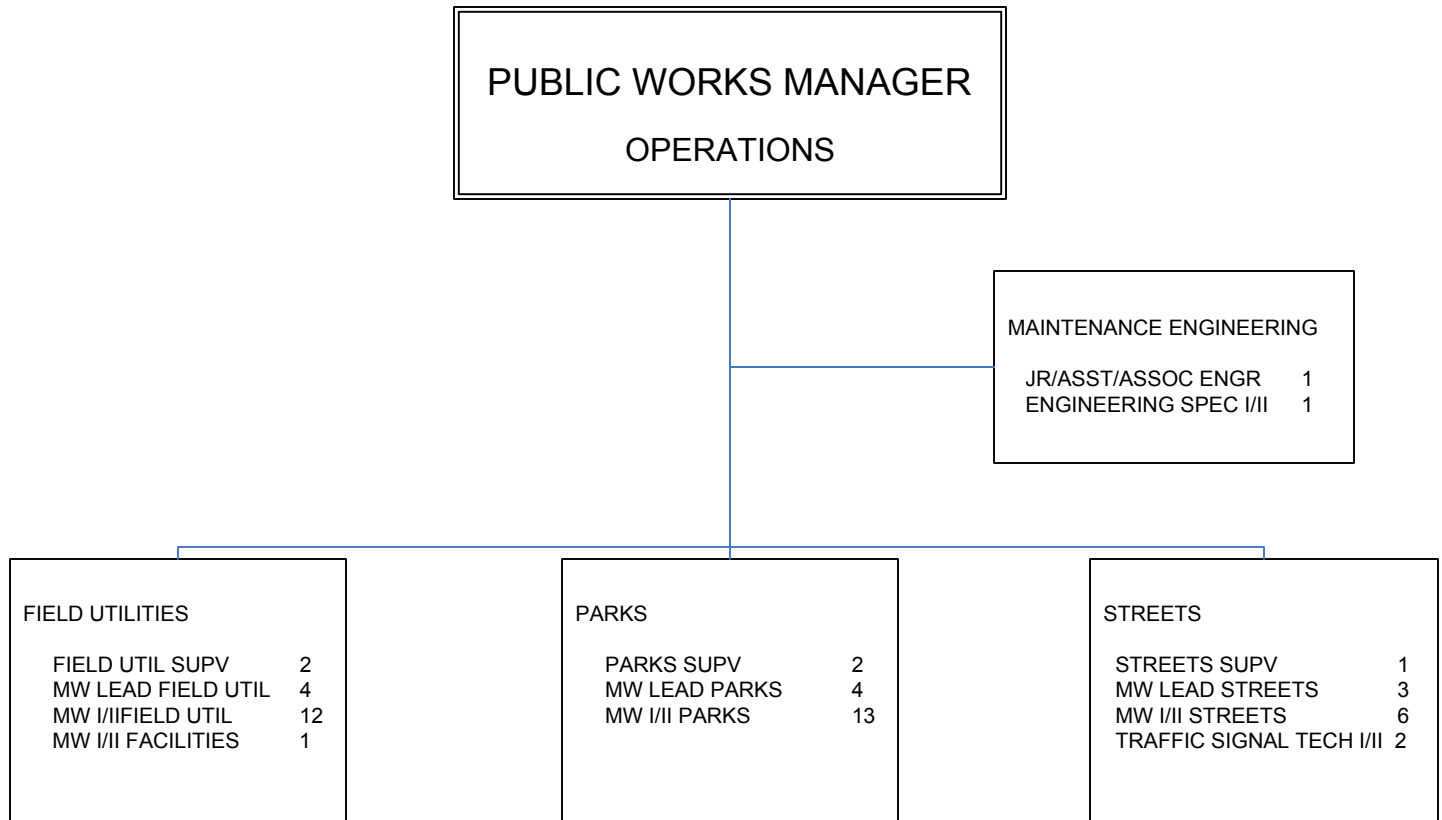 PUBLIC WORKS MANAGER
OPERATIONS
MAINTENANCE ENGINEERING
JR/ASST/ASSOC ENGR 1
ENGINEERING SPEC I/II 1
FIELD UTILITIES
FIELD UTIL SUPV 2
MW LEAD FIELD UTIL 4
MW I/IIFIELD UTIL 12
MW I/II FACILITIES 1
PARKS
PARKS SUPV 2
MW LEAD PARKS 4
MW I/II PARKS 13
STREETS
STREETS SUPV 1
MW LEAD STREETS 3
MW I/II STREETS 6
TRAFFIC SIGNAL TECH I/II 2